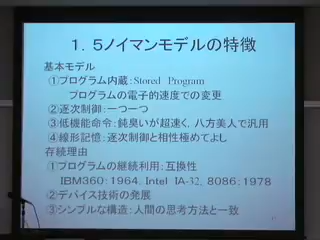 1．5ノイマンモデルの特徴
基本モデル
①プログラム内蔵：Stored Program
プログラムの電子的速度での変更
②逐次制御：一つ一つ
③低機能命令：鈍臭いが超速く、八方美人で汎用
④線形記憶：逐次制御と相性極めてよし
存続理由
①プログラムの継続利用：互換性
IBM360：1964，Intel IA-32，8086：1978
②デバイス技術の発展
③シンプルな構造：人間の思考方法と一致